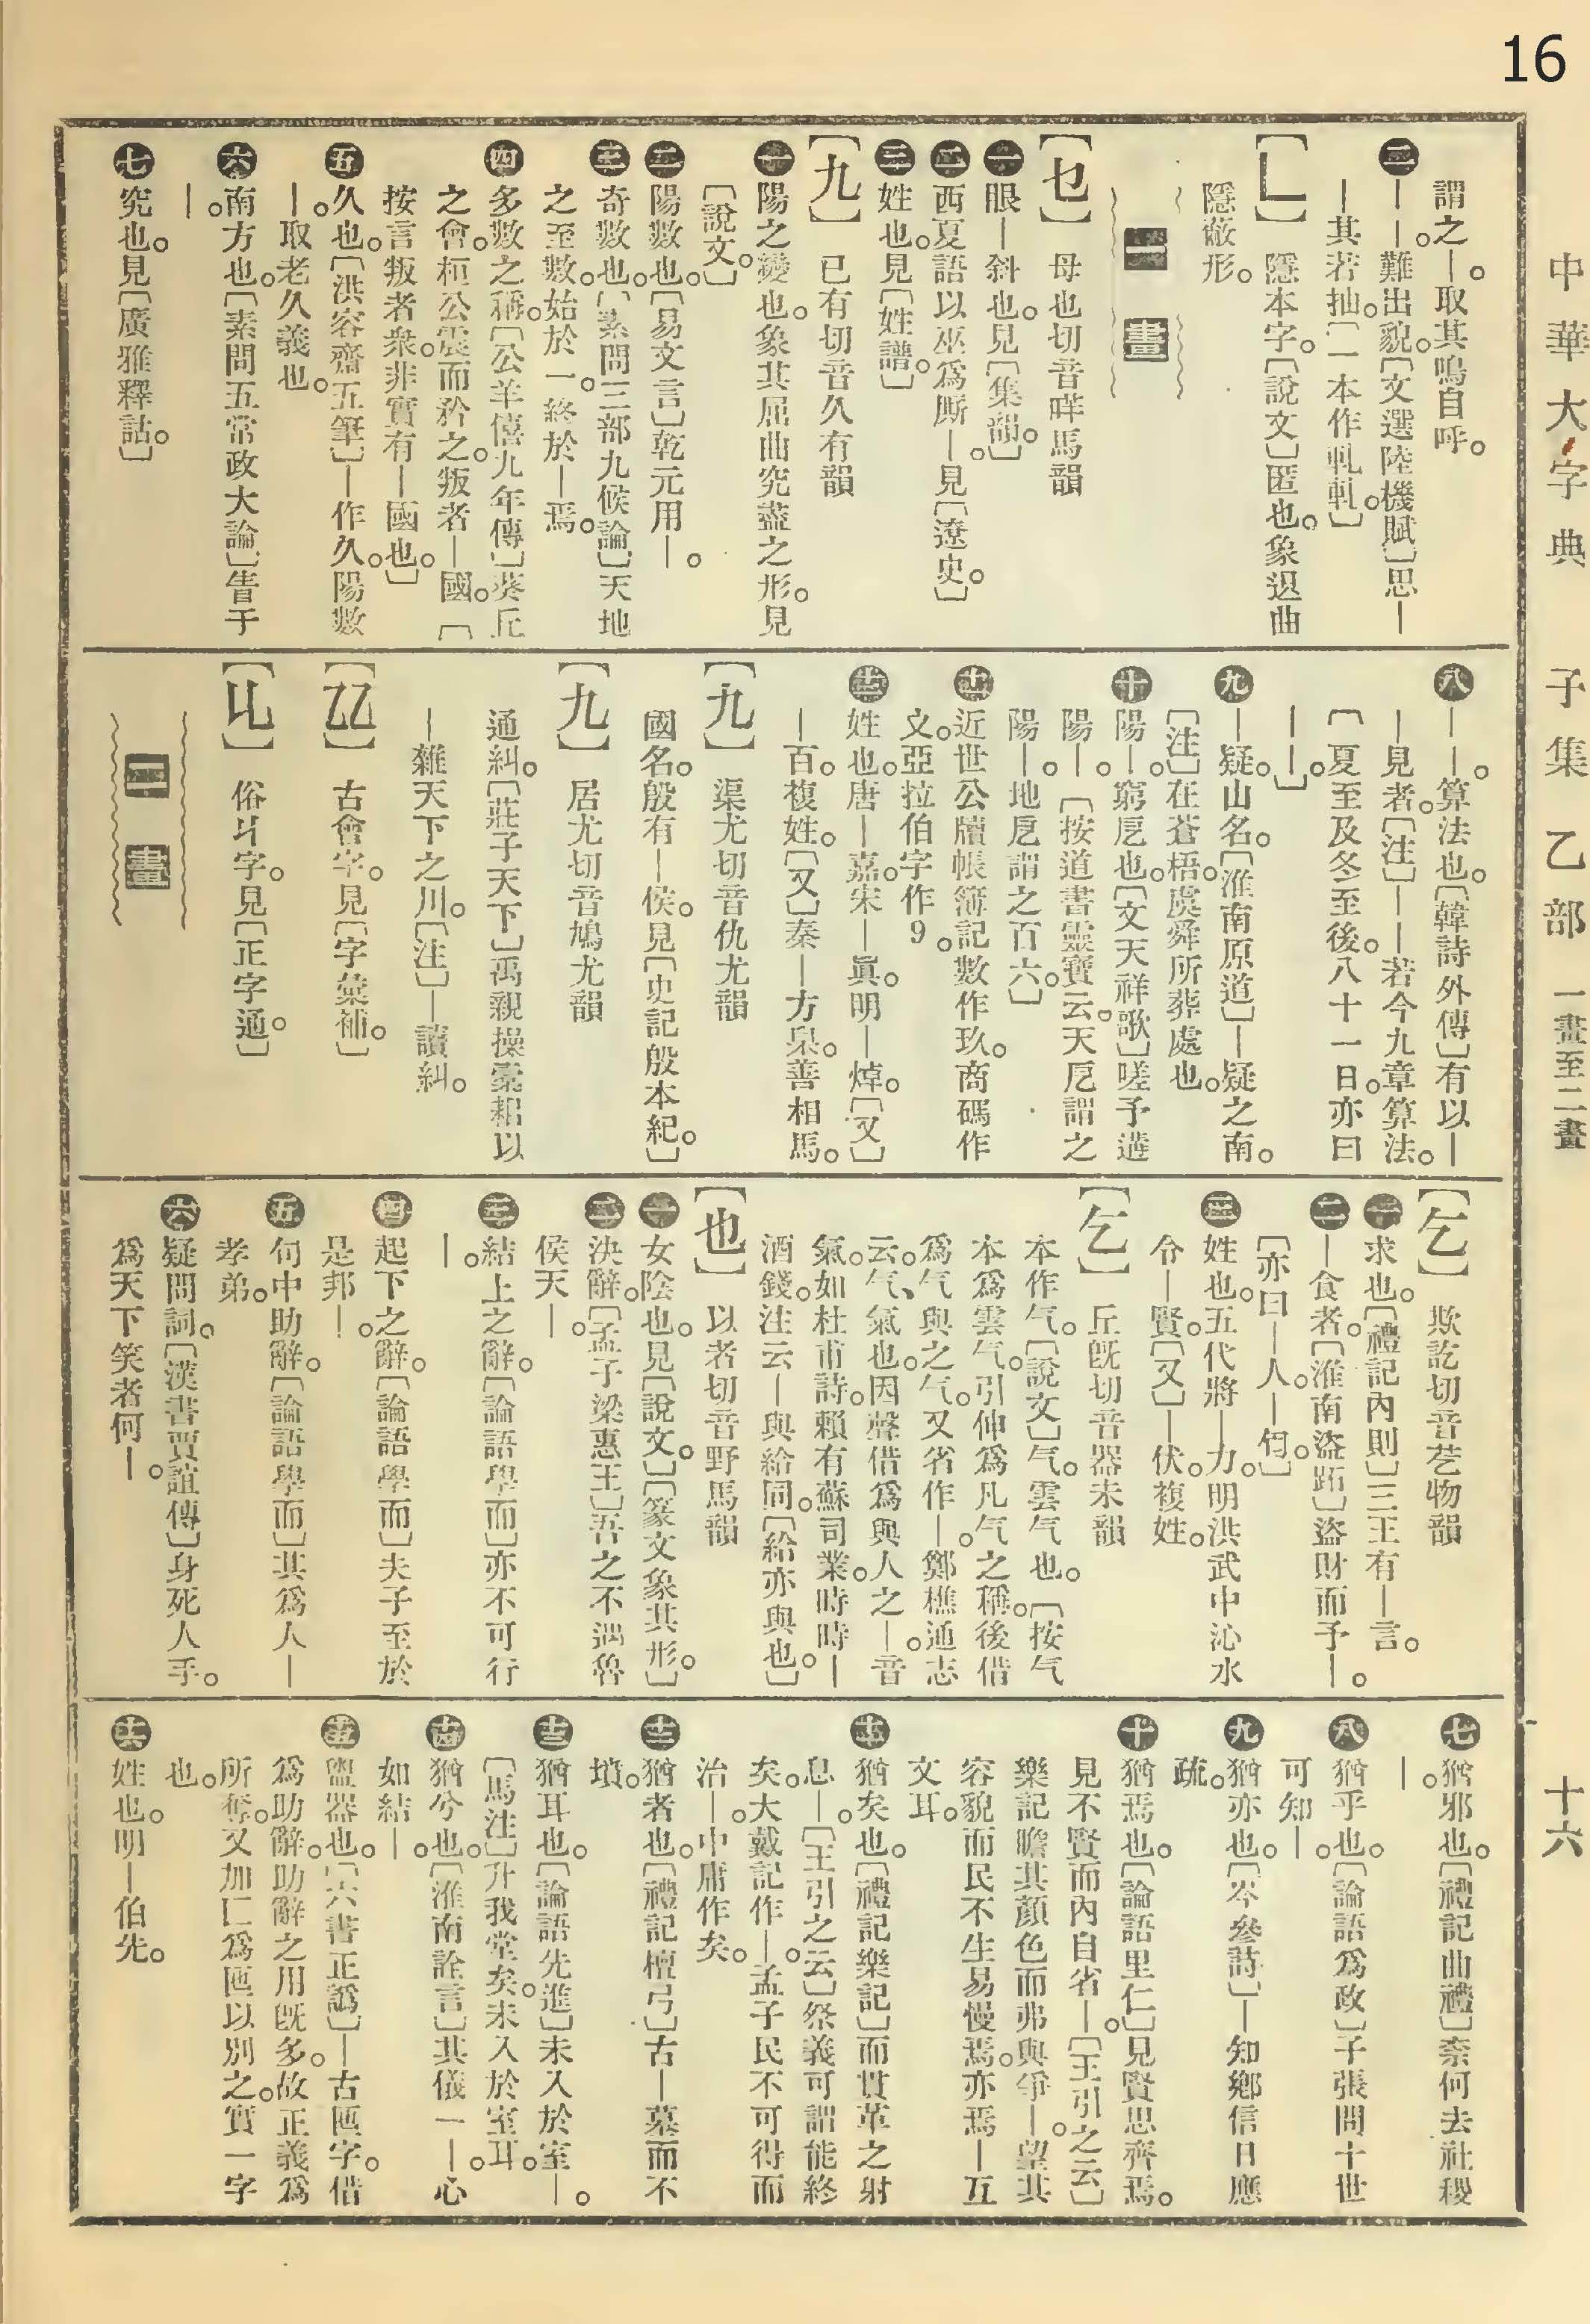 16
中華大字典　子集　乙部　一畫至二畫　十六
謂之｜。取其鳴自呼。
㊁｜｜。難出貌。〔文選陸機賦〕思｜
｜其若抽。〔一本作軋軋。〕
【乚】隱本字。〔說文〕匿也。象迟曲
隱蔽形。
一畫
【乜】母也切音哶馬韻
㊀眼｜斜也。見〔集韻。〕
㊁西夏語以巫爲厮｜。見〔遼史。〕
㊂姓也。見〔姓譜。〕
【九】已有切音久有韻
㊀陽之變也。象其屈曲究盡之形。見
〔說文。〕
㊁陽數也。〔易文言〕乾元用｜。
㊂奇數也。〔素問三部九候論〕天地
之至數。始於一。終於｜焉。
㊃多數之稱。〔公羊僖九年傳〕葵丘
之會。桓公震而矜之。叛者｜國。〔
按言叛者衆。非實有｜國也。〕
㊄久也。〔洪容齋五筆〕｜作久。陽數
｜。取老久義也。
㊅南方也。〔素問五常政大論〕眚于
｜。
㊆究也。見〔廣雅釋詁。〕
㊇｜｜。算法也。〔韓詩外傳〕有以｜
｜見者。〔注〕｜｜若今九章算法。
〔夏至及冬至後。八十一日。亦曰
｜｜。〕
㊈｜疑。山名。〔淮南原道〕｜疑之南。
〔注〕在蒼梧。虞舜所葬處也。
㊉陽｜。窮戹也。〔文天祥歌〕嗟予遘
陽｜。〔按道書靈寶云。天戹謂之
陽｜。地戹謂之百六。〕
十一近世公牘帳簿記數作玖。商碼作
文。亞拉伯字作9。
十二姓也。唐｜嘉。宋｜眞。明｜焯。〔又〕
｜百。複姓。〔又〕秦｜方臯。善相馬。
【九】渠尤切音仇尤韻
國名。殷有｜侯。見〔史記殷本紀。〕
【九】居尤切音鳩尤韻
通糾。〔莊子天下〕禹親操橐耜以
｜雜天下之川。〔注〕｜讀糾。
【㐥】古會字。見〔字彙補。〕
【丩】俗丩字。見〔正字通。〕
二畫
【乞】欺訖切音芞物韻
㊀求也。〔禮記內則〕三王有｜言。
㊁｜食者。〔淮南盜跖〕盜財而予｜。
〔亦曰｜人。｜匄。〕
㊂姓也。五代將｜力。明洪武中沁水
令｜賢。〔又〕｜伏。複姓。
【乞】丘旣切音器未韻
本作气。〔說文〕气。雲气也。〔按气
本爲雲气。引伸爲凡气之稱。後借
爲气與之气。又省作｜。鄭樵通志
云。气、氣也。因聲借爲與人之｜。音
氣。如杜甫詩。賴有蘇司業。時時｜
酒錢。注云｜與給同。〔給亦與也。〕
【也】以者切音野馬韻
㊀女陰也。見〔說文。〕〔篆文象其形。〕
㊁決辭。〔孟子梁惠王〕吾之不遇魯
侯天｜。
㊂結上之辭。〔論語學而〕亦不可行
｜。
㊃起下之辭。〔論語學而〕夫子至於
是邦｜。
㊄句中助辭。〔論語學而〕其爲人｜
孝弟。
㊅疑問詞。〔漢書賈誼傳〕身死人手。
爲天下笑者何｜。
㊆猶邪也。〔禮記曲禮〕柰何去社稷
｜。
㊇猶乎也。〔論語爲政〕子張問十世
可知｜。
㊈猶亦也。〔岑參詩〕｜知鄕信日應
疏。
㊉猶焉也。〔論語里仁〕見賢思齊焉。
見不賢而內自省｜。〔王引之云〕
樂記瞻其顏色而弗與爭｜。望其
容貌而民不生易慢焉。亦焉｜互
文耳。
十一猶矣也。〔禮記樂記〕而貫革之射
息｜。〔王引之云〕祭義可謂能終
矣。大戴記作｜。孟子民不可得而
治｜。中庸作矣。
十二猶者也。〔禮記檀弓〕古｜墓而不
墳。
十三猶耳也。〔論語先進〕未入於室｜。
〔馬注〕升我堂矣。未入於室耳。
十四猶兮也。〔淮南詮言〕其儀一｜。心
如結｜。
十五盥器也。〔六書正譌〕｜古匜字。借
爲助辭。助辭之用旣多。故正義爲
所奪。又加匚爲匜以別之。實一字
也。
十六姓也。明｜伯先。